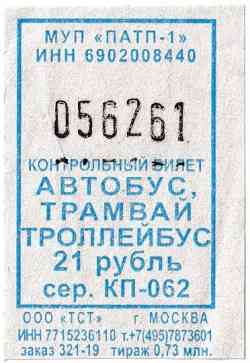 МУП «ПАТП-1»
ИНН 6902008440
056261
КОНТРОЛЬНЫЙ БИЛЕТ
АВТОБУС,
ТРАМВАЙ
ТРОЛЛЕЙБУС
21 рубль
сер. КП-062
ООО «ТСТ» г. МОСКВА
ИНН 7715236110 т.+7(495)7873601
заказ 321-19 тираж 0,73 млн.